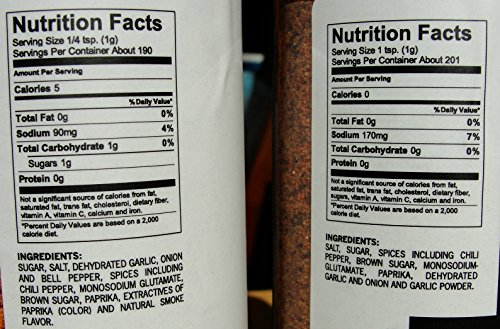 Nutrition Facts
Serving Size 1/4 tsp. (1g)
Servings Per Container About 190
Amount Per Serving
Calories 5
% Daily Value*
Total Fat 0g 0%
Sodium 90mg 4%
Total Carbohydrate 1g 0%
Sugars 1g
Protein 0g
Not a significant source of calories from fat,
saturated fat, trans fat, cholesterol, dietary fiber,
vitamin A, vitamin C, calcium and iron.
*Percent Daily Values are based on a 2,000
calorie diet.
INGREDIENTS:
SUGAR, SALT, DEHYDRATED GARLIC, ONION
AND BELL PEPPER, SPICES INCLUDING
CHILI PEPPER, MONOSODIUM GLUTAMATE,
BROWN SUGAR, PAPRIKA, EXTRACTIVES OF
PAPRIKA (COLOR) AND NATURAL SMOKE
FLAVOR.
Nutrition Facts
Serving Size 1 tsp. (1g)
Servings Per Container About 201
Amount Per Serving
Calories 0
% Daily Value*
Total Fat 0g 0%
Sodium 170mg 7%
Total Carbohydrate 0g 0%
Protein 0g
Not a significant source of calories from fat,
saturated fat, trans fat, cholesterol, dietary fiber,
sugars, vitamin A, vitamin C, calcium and iron.
*Percent Daily Values are based on a 2,000
calorie diet.
INGREDIENTS:
SALT, SUGAR, SPICES INCLUDING CHILI
PEPPER, BROWN SUGAR, MONOSODIUM-
GLUTAMATE, PAPRIKA, DEHYDRATED
GARLIC AND ONION AND GARLIC POWDER.